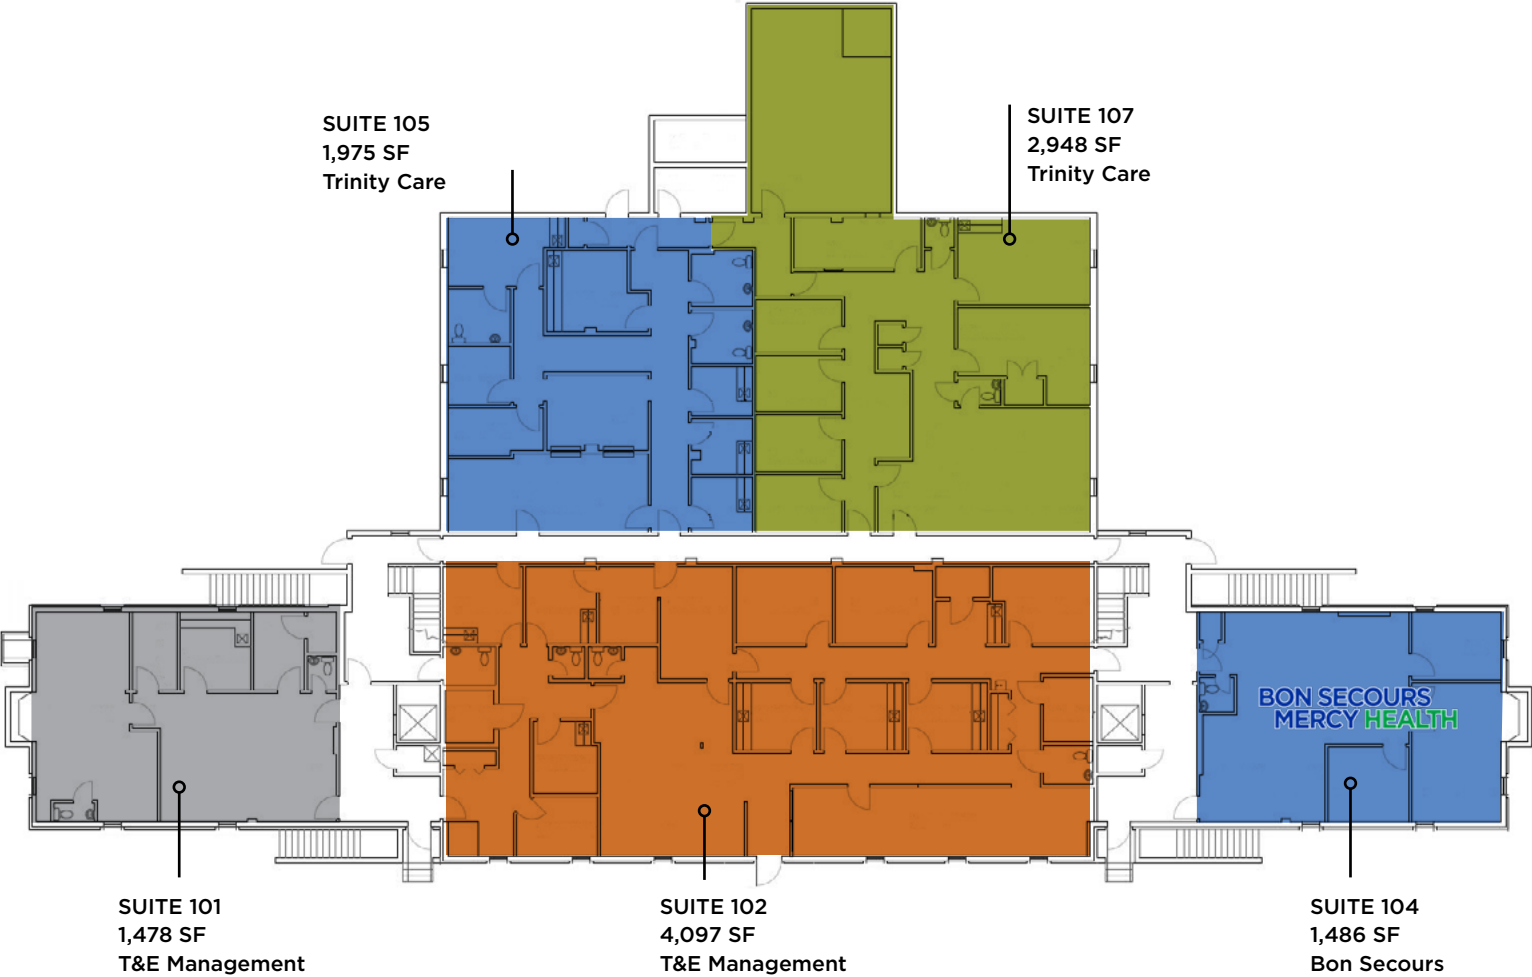 SUITE 105
1,975 SF
Trinity Care
SUITE 107
2,948 SF
Trinity Care
BON SECOURS
MERCY HEALTH
SUITE 101
1,478 SF
T&E Management
SUITE 102
4,097 SF
T&E Management
SUITE 104
1,486 SF
Bon Secours